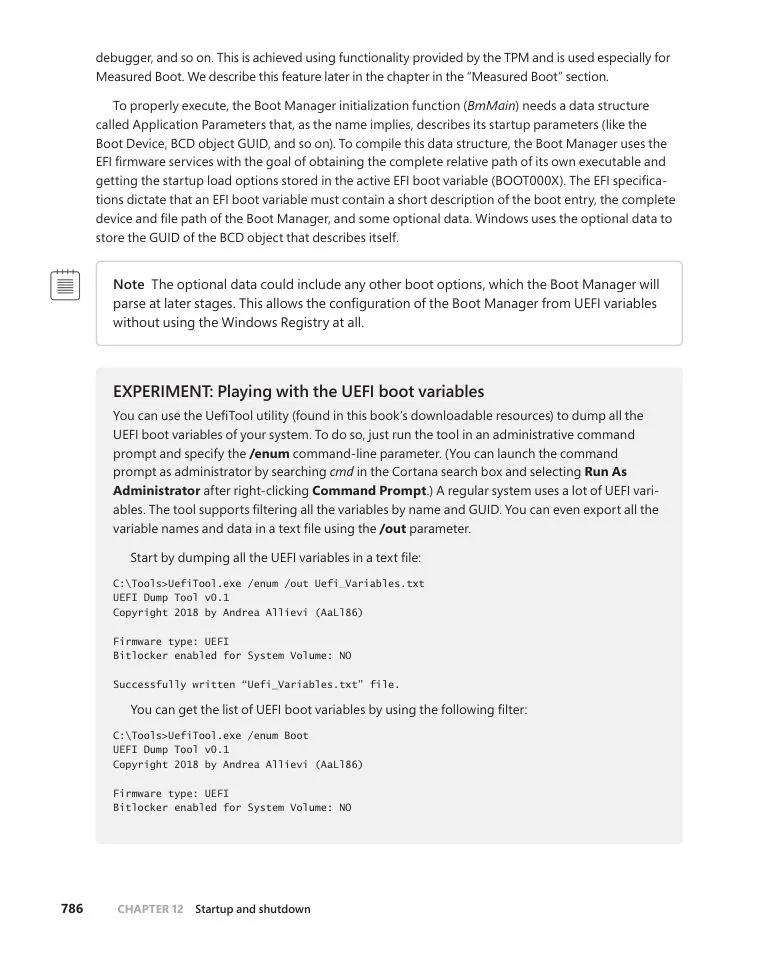 debugger, and so on. This is achieved using functionality provided by the TPM and is used especially for
Measured Boot. We describe this feature later in the chapter in the “Measured Boot” section.
To properly execute, the Boot Manager initialization function (BmMain) needs a data structure
called Application Parameters that, as the name implies, describes its startup parameters (like the
Boot Device, BCD object GUID, and so on). To compile this data structure, the Boot Manager uses the
EFI firmware services with the goal of obtaining the complete relative path of its own executable and
getting the startup load options stored in the active EFI boot variable (BOOT000X). The EFI specifica-
tions dictate that an EFI boot variable must contain a short description of the boot entry, the complete
device and file path of the Boot Manager, and some optional data. Windows uses the optional data to
store the GUID of the BCD object that describes itself.
Note The optional data could include any other boot options, which the Boot Manager will
parse at later stages. This allows the configuration of the Boot Manager from UEFI variables
without using the Windows Registry at all.
EXPERIMENT: Playing with the UEFI boot variables
You can use the UefiTool utility (found in this book’s downloadable resources) to dump all the
UEFI boot variables of your system. To do so, just run the tool in an administrative command
prompt and specify the /enum command-line parameter. (You can launch the command
prompt as administrator by searching cmd in the Cortana search box and selecting Run As
Administrator after right-clicking Command Prompt.) A regular system uses a lot of UEFI vari-
ables. The tool supports filtering all the variables by name and GUID. You can even export all the
variable names and data in a text file using the /out parameter.
Start by dumping all the UEFI variables in a text file:
C:\Tools>UefiTool.exe /enum /out Uefi_Variables.txt
UEFI Dump Tool v0.1
Copyright 2018 by Andrea Allievi (AaLl86)
Firmware type: UEFI
Bitlocker enabled for System Volume: NO
Successfully written “Uefi_Variables.txt” file.
You can get the list of UEFI boot variables by using the following filter:
C:\Tools>UefiTool.exe /enum Boot
UEFI Dump Tool v0.1
Copyright 2018 by Andrea Allievi (AaLl86)
Firmware type: UEFI
Bitlocker enabled for System Volume: NO
786 CHAPTER 12 Startup and shutdown